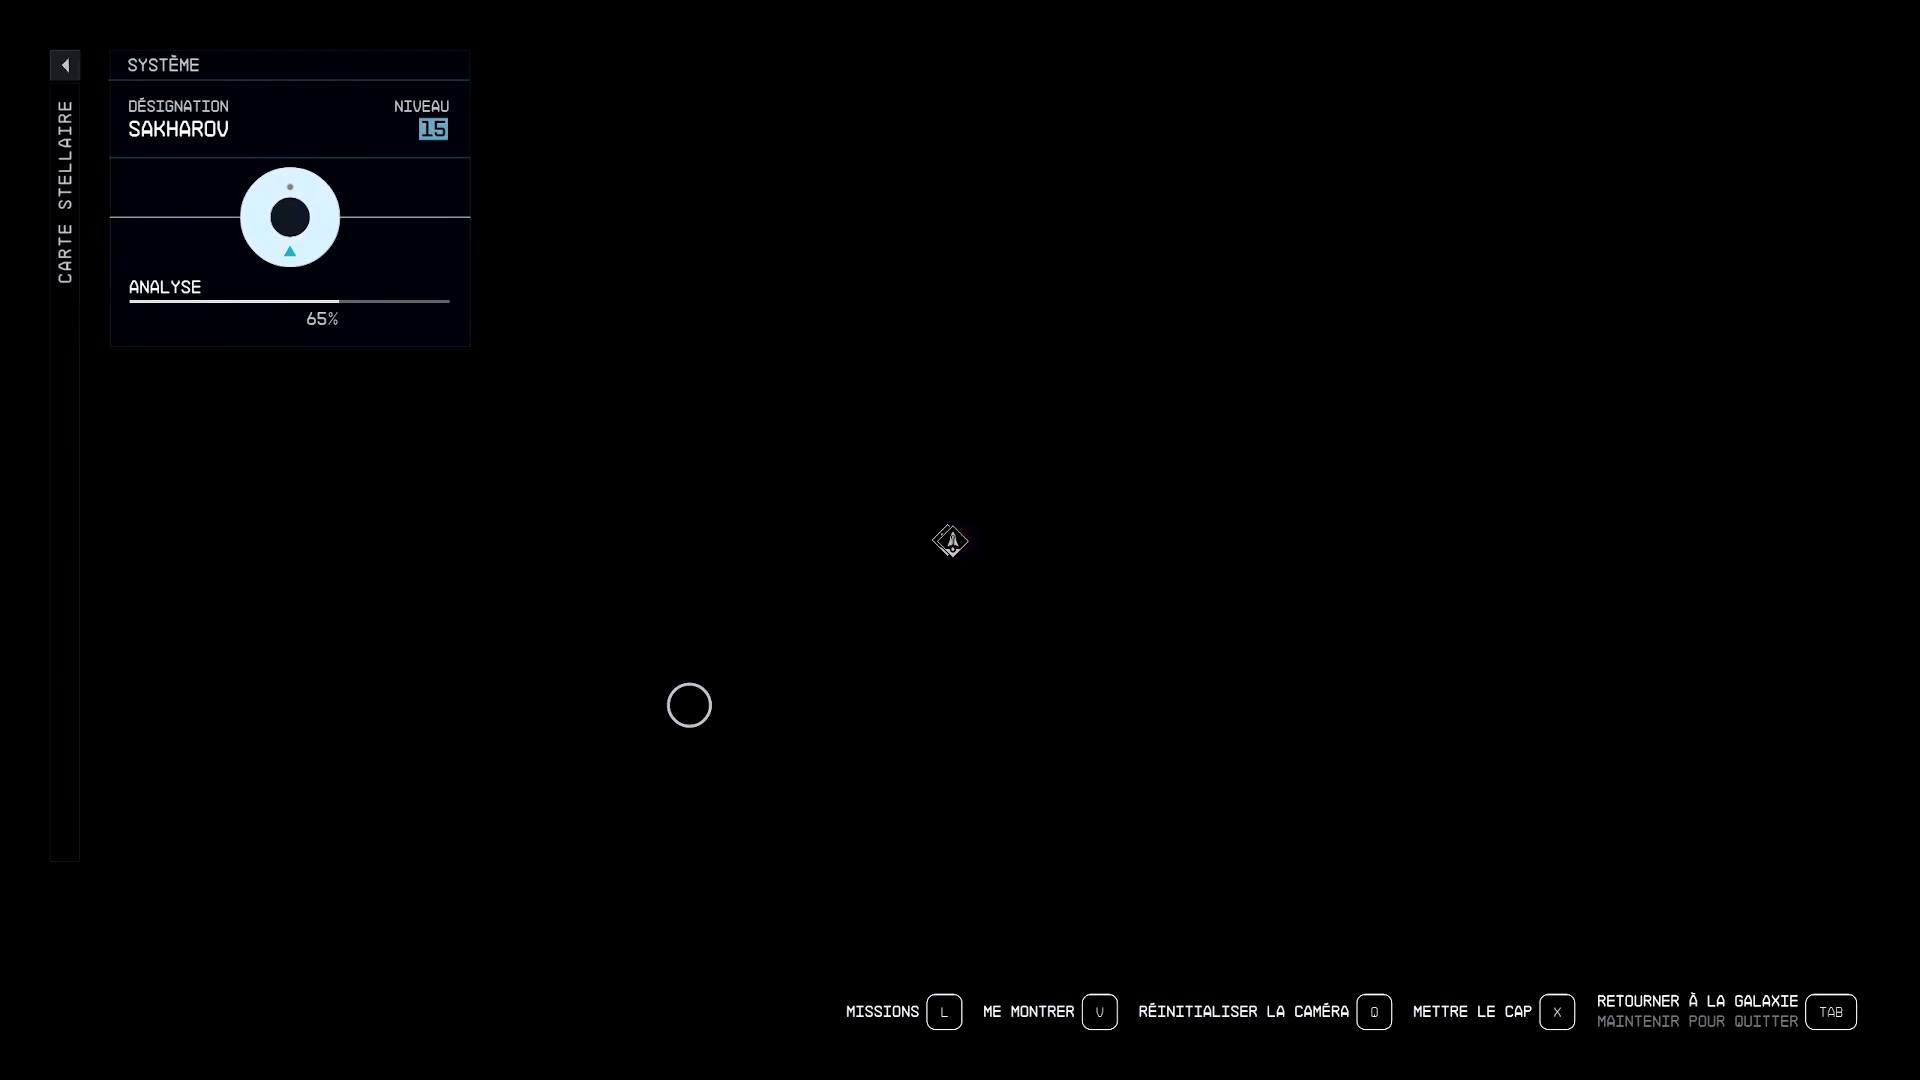 SYSTÈME
DÉSIGNATION
NIVEAU
SAKHAROV
15
CARTE STELLAIRE
ANALYSE
65%
MISSIONS L
ME MONTRER V
RÉINITIALISER LA CAMÉRA Q
METTRE LE CAP X
RETOURNER À LA GALAXIE
MAINTENIR POUR QUITTER
TAB